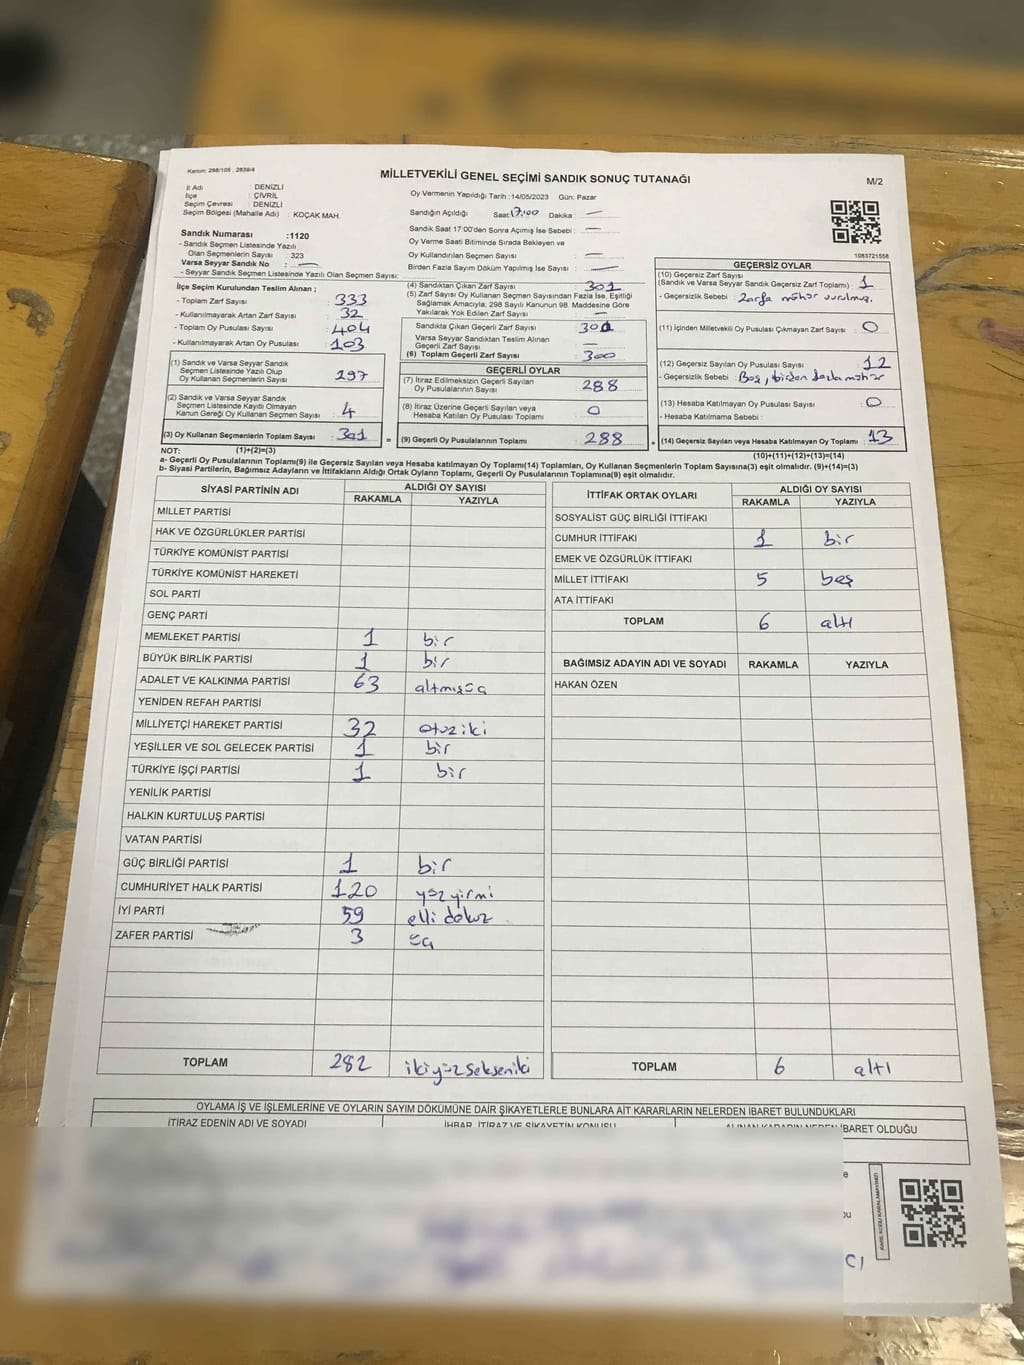 Kanun: 298/105 , 2839/4
MİLLETVEKİLİ GENEL SEÇİMİ SANDIK SONUÇ TUTANAĞI
M/2
İl Adı : DENİZLİ
İlçe : ÇİVRİL
Seçim Çevresi : DENİZLİ
Seçim Bölgesi (Mahalle Adı) : KOÇAK MAH.
Oy Vermenin Yapıldığı Tarih :14/05/2023 Gün: Pazar
Sandığın Açıldığı Saat: 17:00 Dakika : —
Sandık Numarası :1120
- Sandık Seçmen Listesinde Yazılı
Olan Seçmenlerin Sayısı : 323
Varsa Seyyar Sandık No : —
- Seyyar Sandık Seçmen Listesinde Yazılı Olan Seçmen Sayısı:
Sandık Saat 17:00'den Sonra Açılmış İse Sebebi : —
Oy Verme Saati Bitiminde Sırada Bekleyen ve
Oy Kullandırılan Seçmen Sayısı : —
Birden Fazla Sayım Döküm Yapılmış İse Sayısı : —
1083721558
İlçe Seçim Kurulundan Teslim Alınan ;
- Toplam Zarf Sayısı : 333
- Kullanılmayarak Artan Zarf Sayısı : 32
- Toplam Oy Pusulası Sayısı : 404
- Kullanılmayarak Artan Oy Pusulası : 103
(1) Sandık ve Varsa Seyyar Sandık
Seçmen Listesinde Yazılı Olup
Oy Kullanan Seçmenlerin Sayısı : 297
(2) Sandık ve Varsa Seyyar Sandık
Seçmen Listesinde Kayıtlı Olmayan
Kanun Gereği Oy Kullanan Seçmen Sayısı : 4
(3) Oy Kullanan Seçmenlerin Toplam Sayısı : 301
(4) Sandıktan Çıkan Zarf Sayısı : 301
(5) Zarf Sayısı Oy Kullanan Seçmen Sayısından Fazla İse, Eşitliği
Sağlamak Amacıyla, 298 Sayılı Kanunun 98. Maddesine Göre
Yakılarak Yok Edilen Zarf Sayısı : —
Sandıkta Çıkan Geçerli Zarf Sayısı :
Varsa Seyyar Sandıktan Teslim Alınan
Geçerli Zarf Sayısı : —
(6) Toplam Geçerli Zarf Sayısı : 300
GEÇERLİ OYLAR
(7) İtiraz Edilmeksizin Geçerli Sayılan
Oy Pusulalarının Sayısı : 288
(8) İtiraz Üzerine Geçerli Sayılan veya
Hesaba Katılan Oy Pusulası Toplamı : 0
= (9) Geçerli Oy Pusulalarının Toplamı : 288
GEÇERSİZ OYLAR
(10) Geçersiz Zarf Sayısı
(Sandık ve Varsa Seyyar Sandık Geçersiz Zarf Toplamı) : 1
- Geçersizlik Sebebi : Zarfa mühür vurulmuş.
(11) İçinden Milletvekili Oy Pusulası Çıkmayan Zarf Sayısı : 0
(12) Geçersiz Sayılan Oy Pusulası Sayısı : 12
- Geçersizlik Sebebi : Boş, birden fazla mühür
(13) Hesaba Katılmayan Oy Pusulası Sayısı : 0
- Hesaba Katılmama Sebebi :
+ (14) Geçersiz Sayılan veya Hesaba Katılmayan Oy Toplamı : 13
NOT: (1)+(2)=(3)
(10)+(11)+(12)+(13)=(14)
a- Geçerli Oy Pusulalarının Toplamı(9) ile Geçersiz Sayılan veya Hesaba katılmayan Oy Toplamı(14) Toplamları, Oy Kullanan Seçmenlerin Toplam Sayısına(3) eşit olmalıdır. (9)+(14)=(3)
b- Siyasi Partilerin, Bağımsız Adayların ve İttifakların Aldığı Oy Ortak Oyların Toplamı, Geçerli Oy Pusulalarının Toplamına(9) eşit olmalıdır.
SİYASİ PARTİNİN ADI
ALDIĞI OY SAYISI
RAKAMLA YAZIYLA
MİLLET PARTİSİ
HAK VE ÖZGÜRLÜKLER PARTİSİ
TÜRKİYE KOMÜNİST PARTİSİ
TÜRKİYE KOMÜNİST HAREKETİ
SOL PARTİ
GENÇ PARTİ
MEMLEKET PARTİSİ 1 bir
BÜYÜK BİRLİK PARTİSİ 1 bir
ADALET VE KALKINMA PARTİSİ 63 altmışüç
YENİDEN REFAH PARTİSİ
MİLLİYETÇİ HAREKET PARTİSİ 32 otuziki
YEŞİLLER VE SOL GELECEK PARTİSİ 1 bir
TÜRKİYE İŞÇİ PARTİSİ 1 bir
YENİLİK PARTİSİ
HALKIN KURTULUŞ PARTİSİ
VATAN PARTİSİ
GÜÇ BİRLİĞİ PARTİSİ 1 bir
CUMHURİYET HALK PARTİSİ 120 yüzyirmi
İYİ PARTİ 59 elli dokuz
ZAFER PARTİSİ 3 üç
TOPLAM 282 ikiyüzsekseniki
İTTİFAK ORTAK OYLARI
ALDIĞI OY SAYISI
RAKAMLA YAZIYLA
SOSYALİST GÜÇ BİRLİĞİ İTTİFAKI
CUMHUR İTTİFAKI 1 bir
EMEK VE ÖZGÜRLÜK İTTİFAKI
MİLLET İTTİFAKI 5 beş
ATA İTTİFAKI
TOPLAM 6 altı
BAĞIMSIZ ADAYIN ADI VE SOYADI RAKAMLA YAZIYLA
HAKAN ÖZEN
TOPLAM 6 altı
OYLAMA İŞ VE İŞLEMLERİNE VE OYLARIN SAYIM DÖKÜMÜNE DAİR ŞİKAYETLERLE BUNLARA AİT KARARLARIN NELERDEN İBARET BULUNDUKLARI
İTİRAZ EDENİN ADI VE SOYADI İHBAR, İTİRAZ VE ŞİKAYETİN KONUSU ALINAN KARARIN NEDEN İBARET OLDUĞU